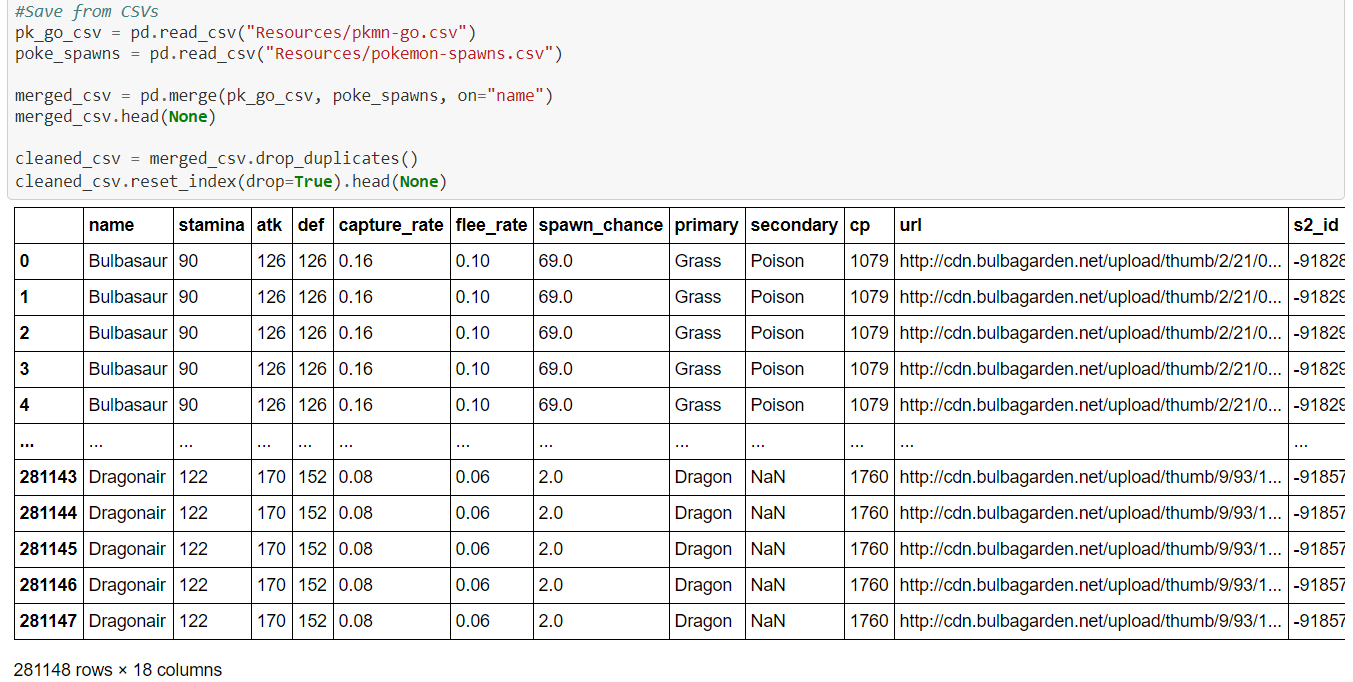 #Save from CSVs
pk_go_csv = pd.read_csv("Resources/pkmn-go.csv")
poke_spawns = pd.read_csv("Resources/pokemon-spawns.csv")
merged_csv = pd.merge(pk_go_csv, poke_spawns, on="name")
merged_csv.head(None)
cleaned_csv = merged_csv.drop_duplicates()
cleaned_csv.reset_index(drop=True).head(None)
name stamina atk def capture_rate flee_rate spawn_chance primary secondary cp url s2_id
0 Bulbasaur 90 126 126 0.16 0.10 69.0 Grass Poison 1079 http://cdn.bulbagarden.net/upload/thumb/2/21/0... -91828
1 Bulbasaur 90 126 126 0.16 0.10 69.0 Grass Poison 1079 http://cdn.bulbagarden.net/upload/thumb/2/21/0... -91829
2 Bulbasaur 90 126 126 0.16 0.10 69.0 Grass Poison 1079 http://cdn.bulbagarden.net/upload/thumb/2/21/0... -91829
3 Bulbasaur 90 126 126 0.16 0.10 69.0 Grass Poison 1079 http://cdn.bulbagarden.net/upload/thumb/2/21/0... -91829
4 Bulbasaur 90 126 126 0.16 0.10 69.0 Grass Poison 1079 http://cdn.bulbagarden.net/upload/thumb/2/21/0... -91829
... ... ... ... ... ... ... ... ... ... ... ... ...
281143 Dragonair 122 170 152 0.08 0.06 2.0 Dragon NaN 1760 http://cdn.bulbagarden.net/upload/thumb/9/93/1... -91857
281144 Dragonair 122 170 152 0.08 0.06 2.0 Dragon NaN 1760 http://cdn.bulbagarden.net/upload/thumb/9/93/1... -91857
281145 Dragonair 122 170 152 0.08 0.06 2.0 Dragon NaN 1760 http://cdn.bulbagarden.net/upload/thumb/9/93/1... -91857
281146 Dragonair 122 170 152 0.08 0.06 2.0 Dragon NaN 1760 http://cdn.bulbagarden.net/upload/thumb/9/93/1... -91857
281147 Dragonair 122 170 152 0.08 0.06 2.0 Dragon NaN 1760 http://cdn.bulbagarden.net/upload/thumb/9/93/1... -91857
281148 rows × 18 columns